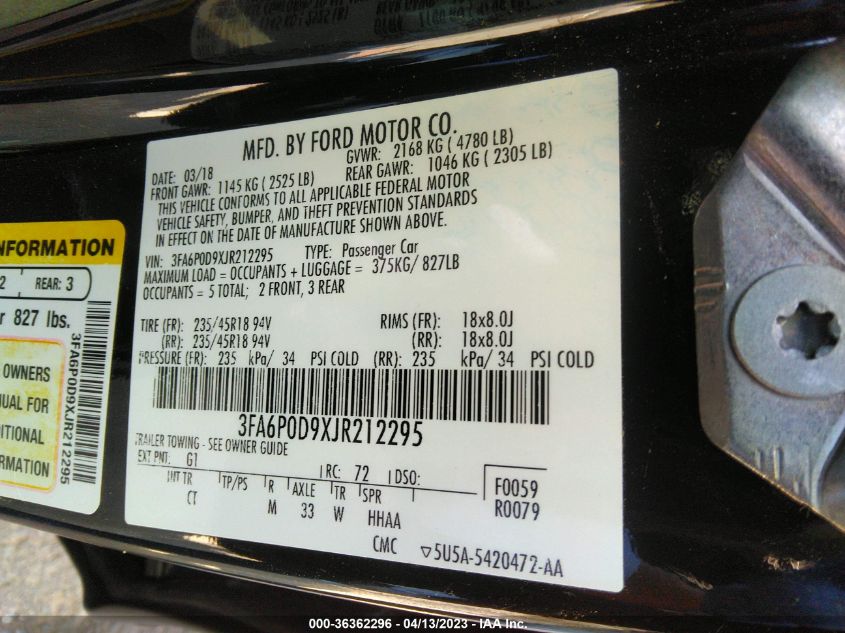 MFD. BY FORD MOTOR CO.
DATE: 03/18 GVWR: 2168 KG ( 4780 LB)
FRONT GAWR: 1145 KG ( 2525 LB) REAR GAWR: 1046 KG ( 2305 LB)
THIS VEHICLE CONFORMS TO ALL APPLICABLE FEDERAL MOTOR
VEHICLE SAFETY, BUMPER, AND THEFT PREVENTION STANDARDS
IN EFFECT ON THE DATE OF MANUFACTURE SHOWN ABOVE.
VIN: 3FA6P0D9XJR212295 TYPE: Passenger Car
MAXIMUM LOAD = OCCUPANTS + LUGGAGE = 375KG/ 827LB
OCCUPANTS = 5 TOTAL; 2 FRONT, 3 REAR
TIRE (FR): 235/45R18 94V RIMS (FR): 18x8.0J
(RR): 235/45R18 94V (RR): 18x8.0J
PRESSURE (FR): 235 kPa/ 34 PSI COLD (RR): 235 kPa/ 34 PSI COLD
3FA6P0D9XJR212295
TRAILER TOWING - SEE OWNER GUIDE
EXT PNT: G1 RC: 72 DSO: F0059
INT TR TP/PS R AXLE TR SPR R0079
CT M 33 W HHAA
CMC ▽5U5A-5420472-AA
NFORMATION
2 REAR: 3
r 827 lbs.
OWNERS
UAL FOR
DITIONAL
ORMATION
3FA6P0D9XJR212295
000-36362296 - 04/13/2023 - IAA Inc.